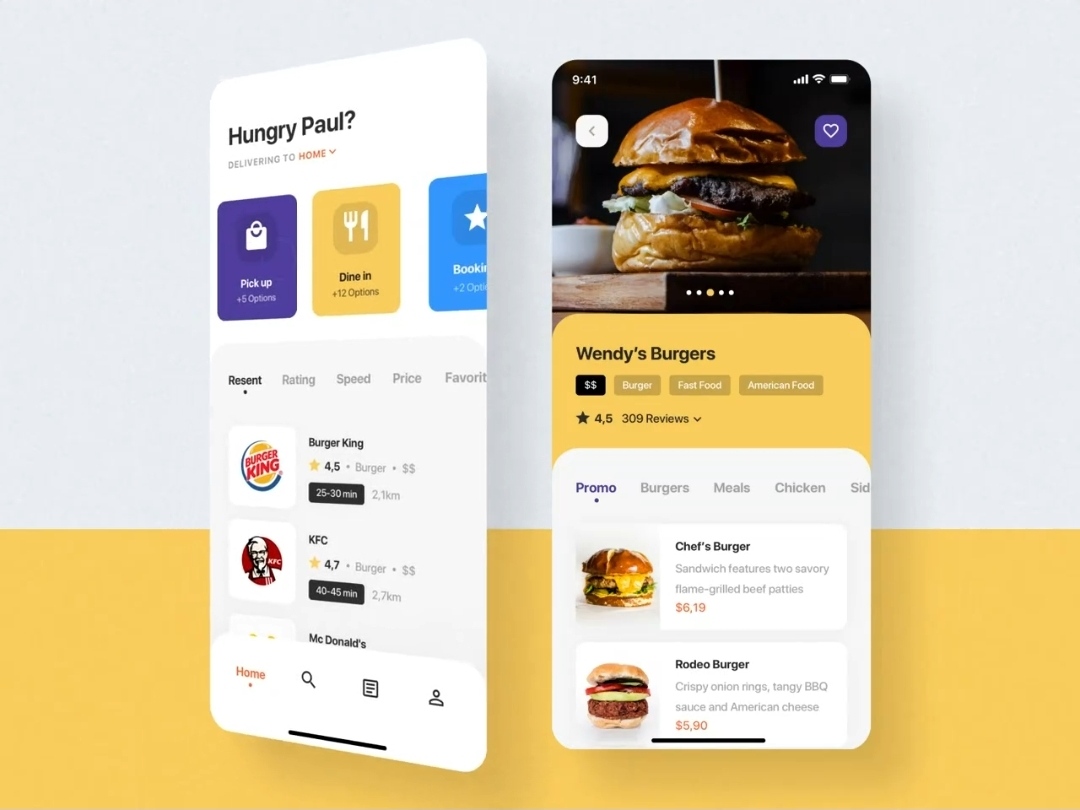 Hungry Paul?
DELIVERING TO HOME
Pick up
+5 Options
Dine in
+12 Options
Bookin
+2 Optio
Resent Rating Speed Price Favorit
BURGER KING
Burger King
4,5 • Burger • $$
25-30 min 2,1km
KFC
KFC
4,7 • Burger • $$
40-45 min 2,7km
Mc Donald's
Home
9:41
Wendy’s Burgers
$$ Burger Fast Food American Food
4,5 309 Reviews
Promo Burgers Meals Chicken Sid
Chef’s Burger
Sandwich features two savory
flame-grilled beef patties
$6,19
Rodeo Burger
Crispy onion rings, tangy BBQ
sauce and American cheese
$5,90